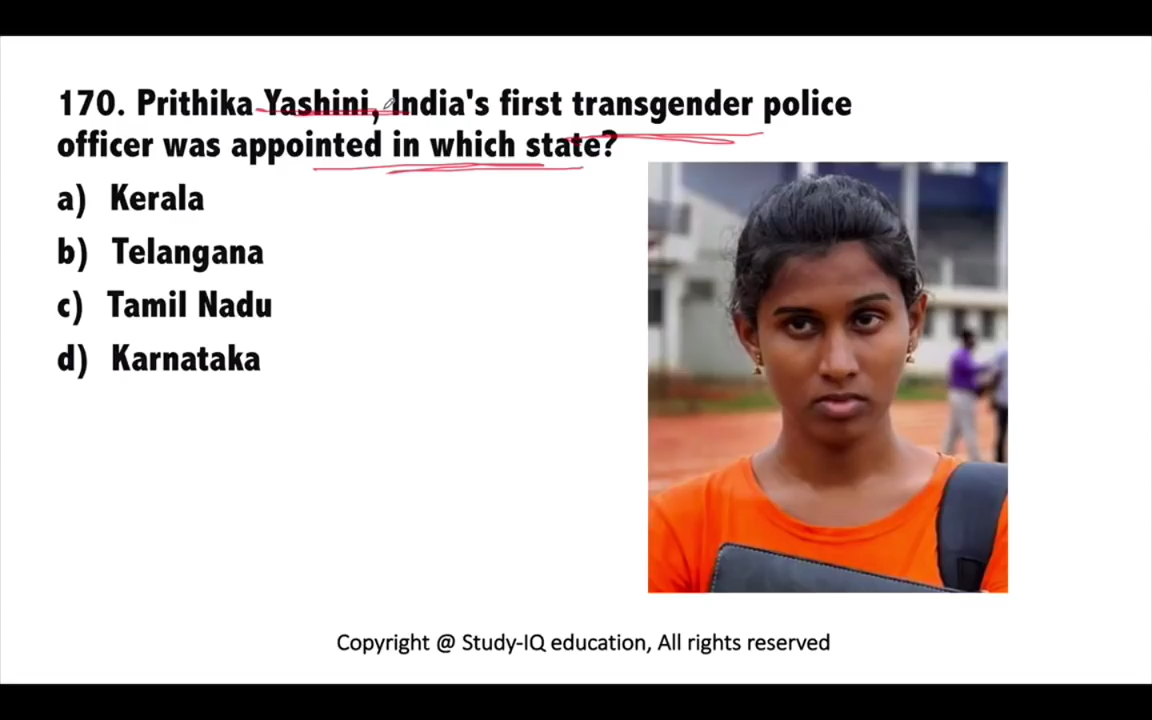 170. Prithika Yashini, India's first transgender police
officer was appointed in which state?
a) Kerala
b) Telangana
c) Tamil Nadu
d) Karnataka
Copyright @ Study-IQ education, All rights reserved